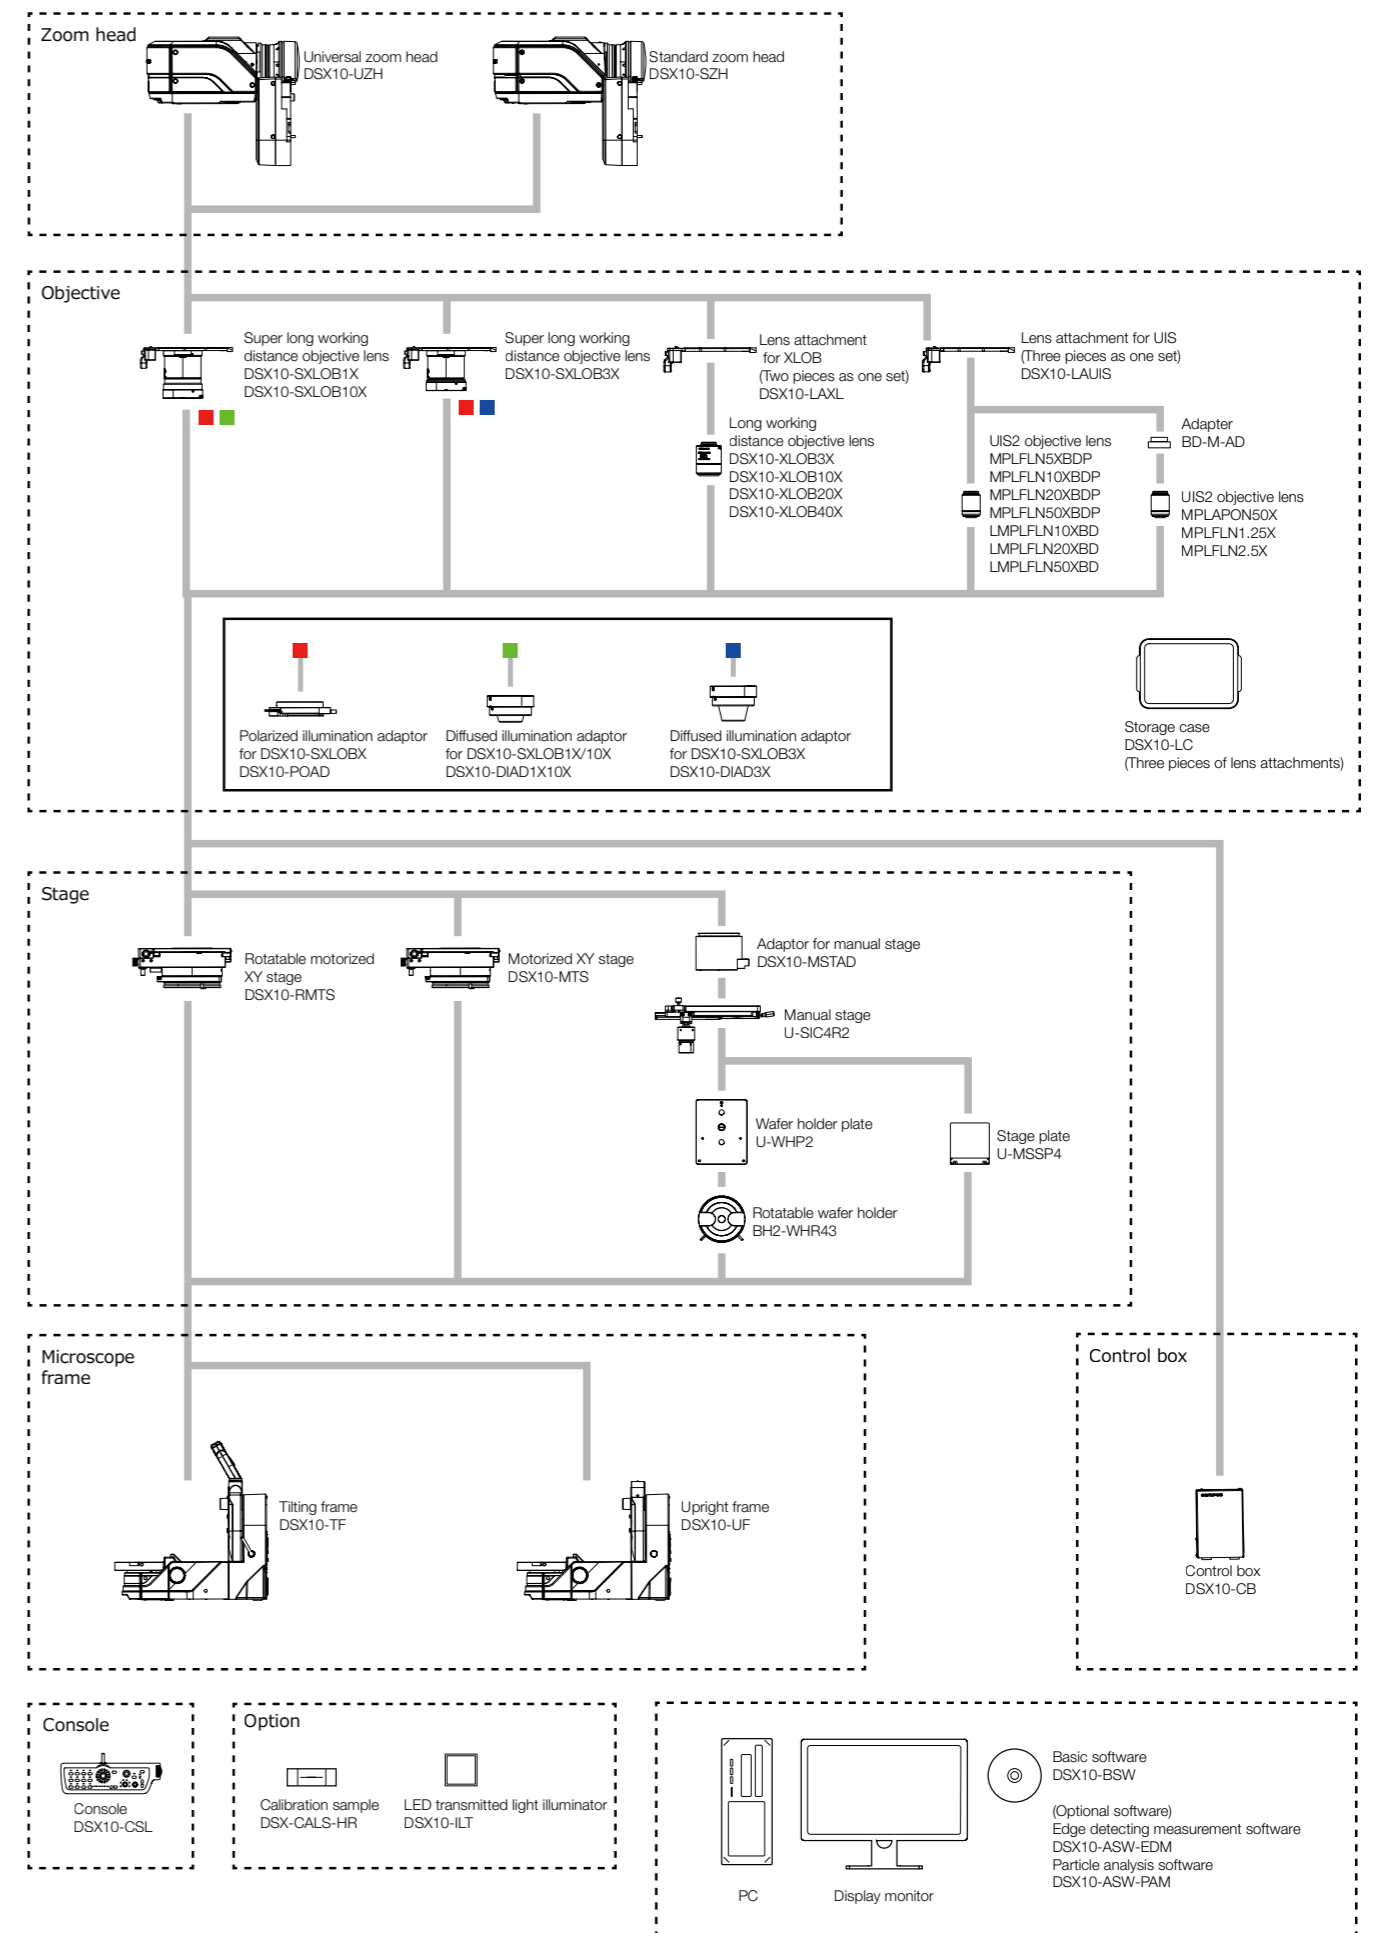 Zoom head
Universal zoom head
DSX10-UZH
Standard zoom head
DSX10-SZH
Objective
Super long working
distance objective lens
DSX10-SXLOB1X
DSX10-SXLOB10X
Super long working
distance objective lens
DSX10-SXLOB3X
Lens attachment
for XLOB
(Two pieces as one set)
DSX10-LAXL
Long working
distance objective lens
DSX10-XLOB3X
DSX10-XLOB10X
DSX10-XLOB20X
DSX10-XLOB40X
Lens attachment for UIS
(Three pieces as one set)
DSX10-LAUIS
UIS2 objective lens
MPLFLN5XBDP
MPLFLN10XBDP
MPLFLN20XBDP
MPLFLN50XBDP
LMPLFLN10XBD
LMPLFLN20XBD
LMPLFLN50XBD
Adapter
BD-M-AD
UIS2 objective lens
MPLAPON50X
MPLFLN1.25X
MPLFLN2.5X
Polarized illumination adaptor
for DSX10-SXLOBX
DSX10-POAD
Diffused illumination adaptor
for DSX10-SXLOB1X/10X
DSX10-DIAD1X10X
Diffused illumination adaptor
for DSX10-SXLOB3X
DSX10-DIAD3X
Storage case
DSX10-LC
(Three pieces of lens attachments)
Stage
Rotatable motorized
XY stage
DSX10-RMTS
Motorized XY stage
DSX10-MTS
Adaptor for manual stage
DSX10-MSTAD
Manual stage
U-SIC4R2
Wafer holder plate
U-WHP2
Stage plate
U-MSSP4
Rotatable wafer holder
BH2-WHR43
Microscope
frame
Tilting frame
DSX10-TF
Upright frame
DSX10-UF
Control box
Control box
DSX10-CB
Console
Console
DSX10-CSL
Option
Calibration sample
DSX-CALS-HR
LED transmitted light illuminator
DSX10-ILT
PC
Display monitor
Basic software
DSX10-BSW
(Optional software)
Edge detecting measurement software
DSX10-ASW-EDM
Particle analysis software
DSX10-ASW-PAM